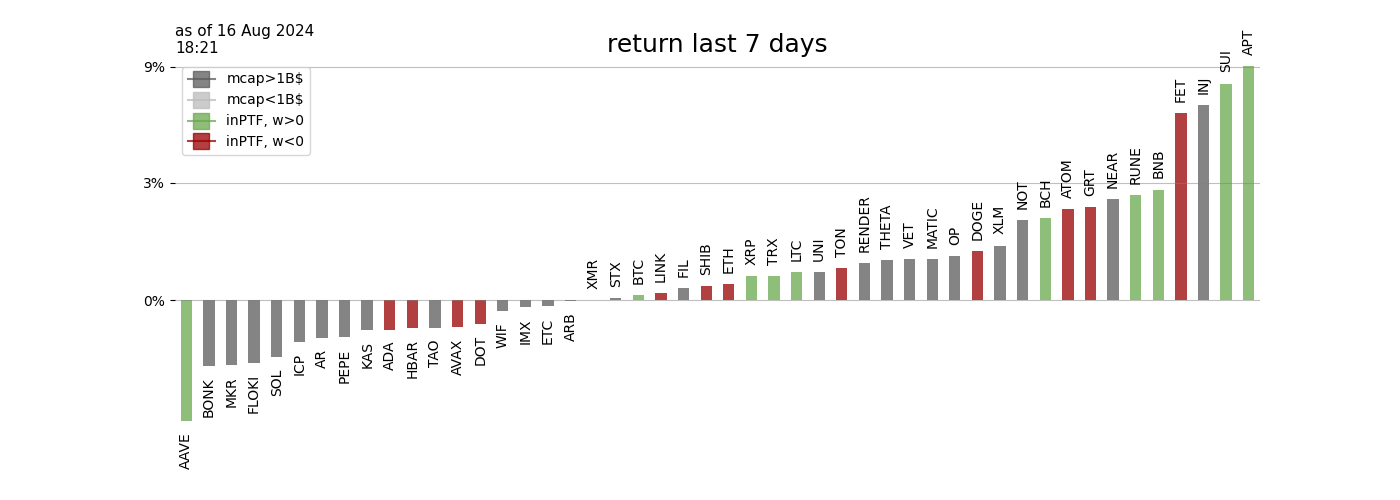 as of 16 Aug 2024
18:21
return last 7 days
9%
3%
0%
mcap>1B$
mcap<1B$
inPTF, w>0
inPTF, w<0
AAVE
BONK
MKR
FLOKI
SOL
ICP
AR
PEPE
KAS
ADA
HBAR
TAO
AVAX
DOT
WIF
IMX
ETC
ARB
XMR
STX
BTC
LINK
FIL
SHIB
ETH
XRP
TRX
LTC
UNI
TON
RENDER
THETA
VET
MATIC
OP
DOGE
XLM
NOT
BCH
ATOM
GRT
NEAR
RUNE
BNB
FET
INJ
SUI
APT